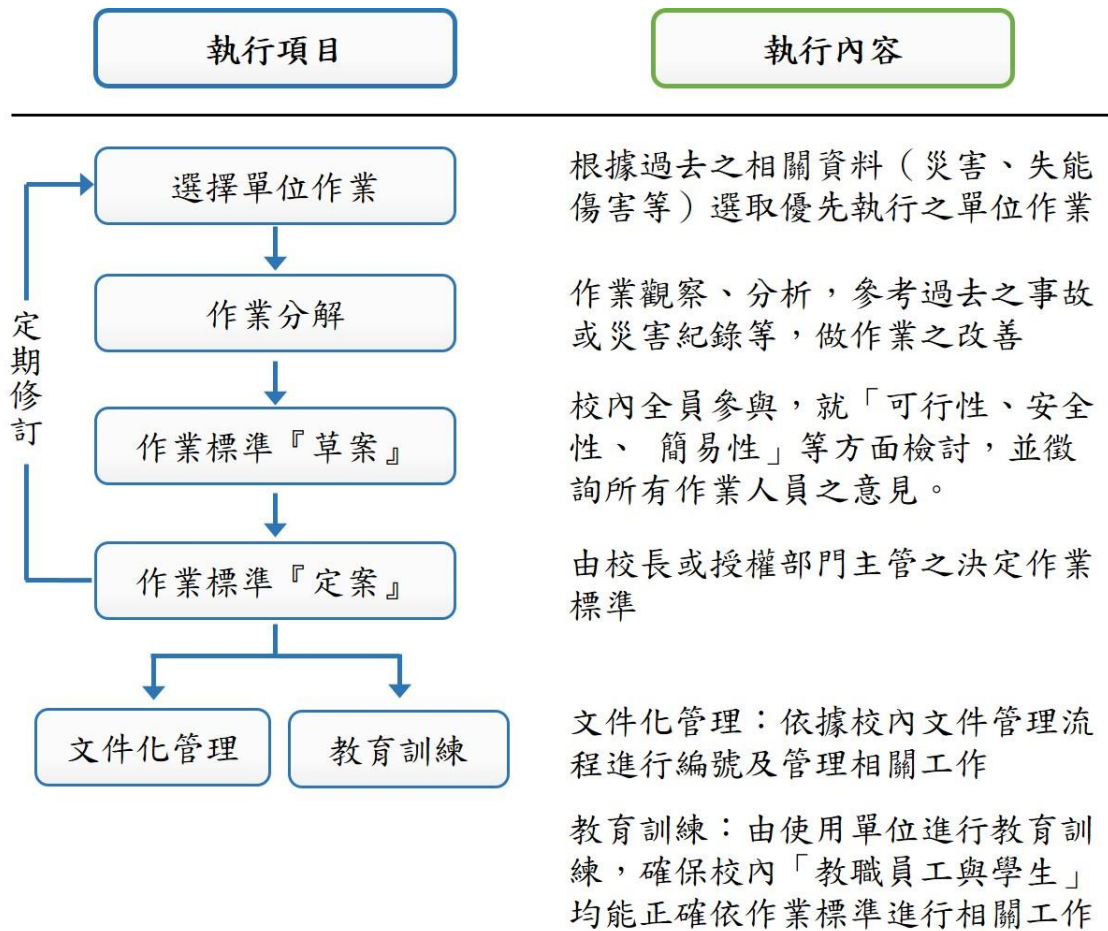 執行項目
執行內容
選擇單位作業
根據過去之相關資料（災害、失能
傷害等）選取優先執行之單位作業
作業分解
作業觀察、分析，參考過去之事故
或災害紀錄等，做作業之改善
定期修訂
作業標準『草案』
校內全員參與，就「可行性、安全
性、 簡易性」等方面檢討，並徵
詢所有作業人員之意見。
作業標準『定案』
由校長或授權部門主管之決定作業
標準
文件化管理
教育訓練
文件化管理：依據校內文件管理流
程進行編號及管理相關工作
教育訓練：由使用單位進行教育訓
練，確保校內「教職員工與學生」
均能正確依作業標準進行相關工作